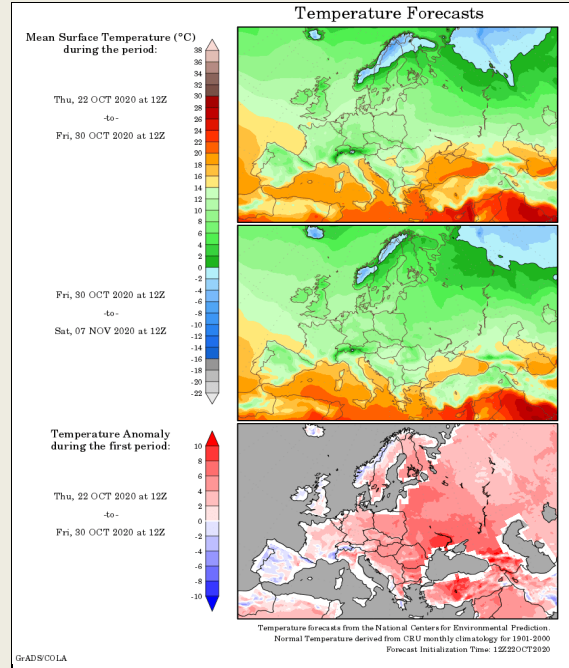 Temperature Forecasts
Mean Surface Temperature (°C)
during the period:
Thu, 22 OCT 2020 at 12Z
-to-
Fri, 30 OCT 2020 at 12Z
38
36
34
32
30
28
26
24
22
20
18
16
14
12
10
8
6
4
2
0
-2
-4
-6
-8
-10
-12
-14
-16
-18
-20
-22
Fri, 30 OCT 2020 at 12Z
-to-
Sat, 07 NOV 2020 at 12Z
Temperature Anomaly
during the first period:
Thu, 22 OCT 2020 at 12Z
-to-
Fri, 30 OCT 2020 at 12Z
10
8
6
4
2
0
-2
-4
-6
-8
-10
Temperature forecasts from the National Centers for Environmental Prediction.
Normal Temperature derived from CRU monthly climatology for 1901-2000
Forecast Initialization Time: 12Z22OCT2020
GrADS/COLA